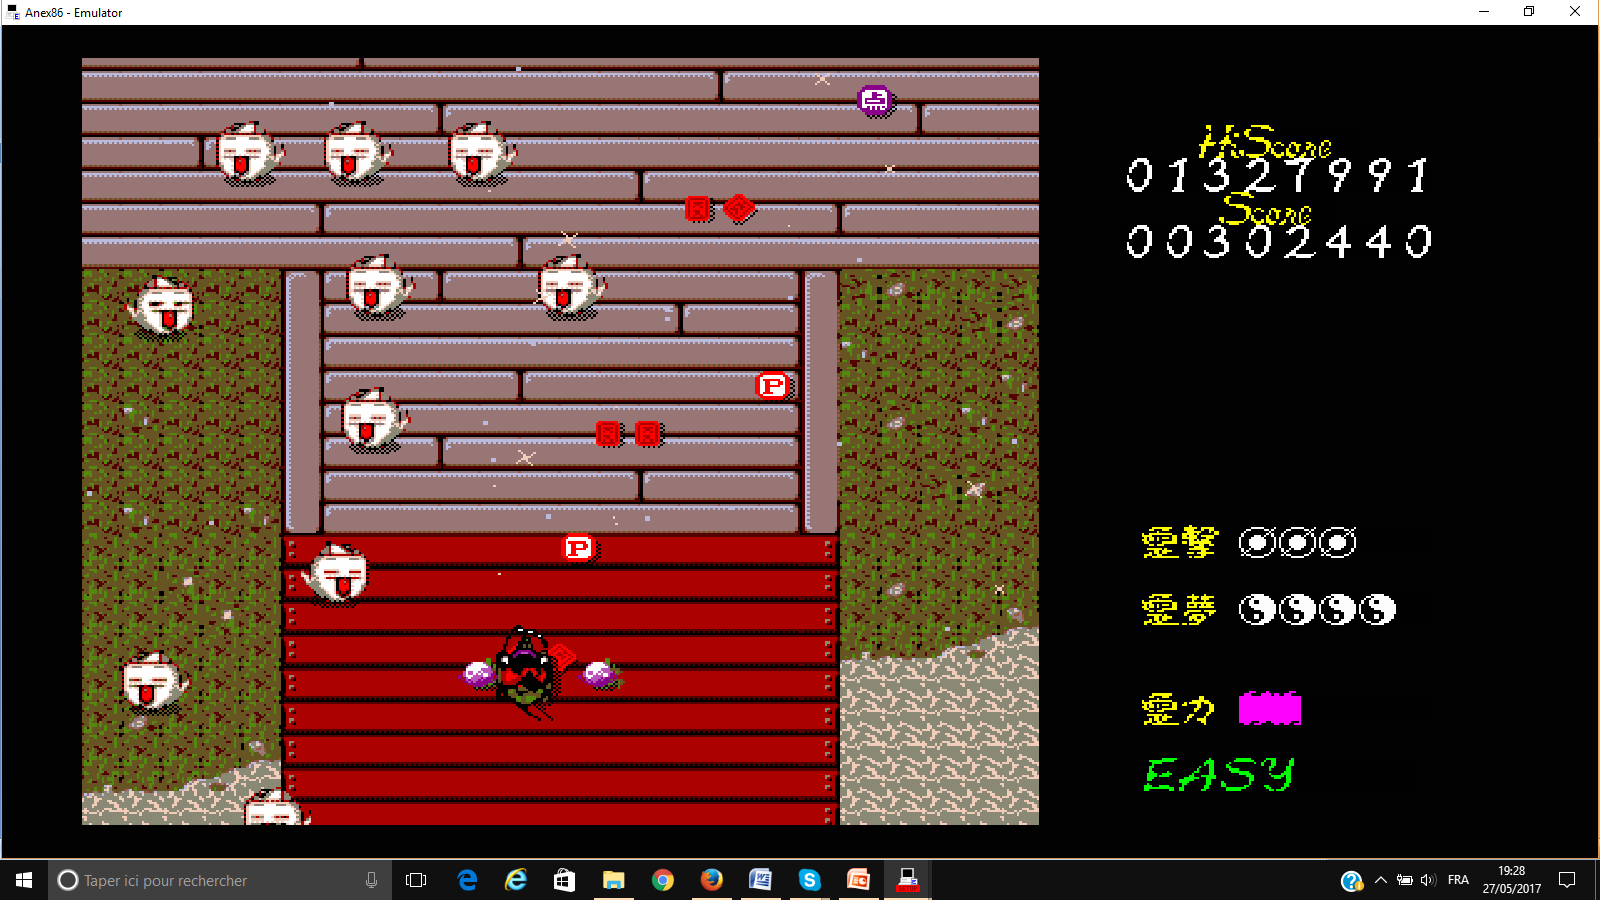 Anex86 - Emulator
HiScore
01327991
Score
00302440
P
P
霊撃
霊夢
霊力
EASY
Taper ici pour rechercher
FRA
19:28
27/05/2017